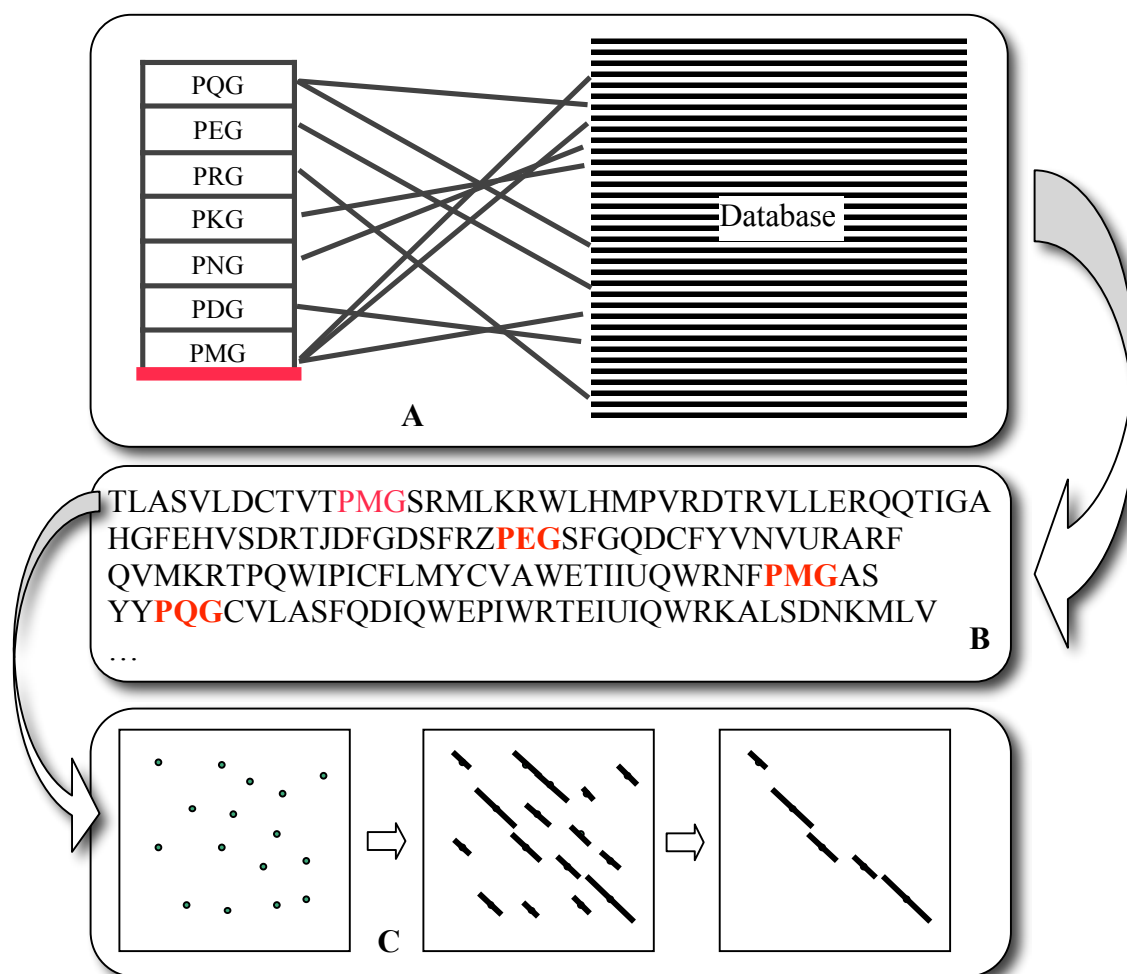 PQG
PEG
PRG
PKG
PNG
PDG
PMG
Database
A
TLASVLDCTVTPMGSRMLKRWLHMPVRDTRVLLERQQTIGA
HGFEHVSDRTJDFGDSFRZPEGSFGQDCFYVNVURARF
QVMKRTPQWIPICFLMYCVAWETIIUQWRNFPMGAS
YYPQGCVLASFQDIQWEPIWRTEIUIQWRKALSDNKMLV
…
B
C